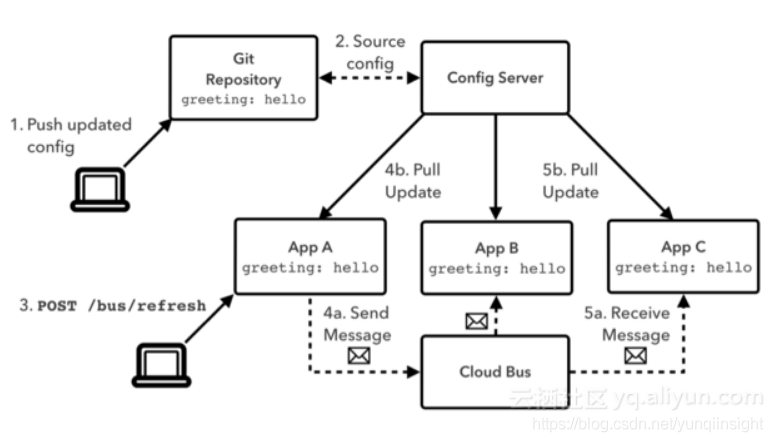 Git
Repository
greeting: hello
2. Source
config
Config Server
1. Push updated
config
4b. Pull
Update
5b. Pull
Update
App A
greeting: hello
App B
greeting: hello
App C
greeting: hello
3. POST /bus/refresh
4a. Send
Message
5a. Receive
Message
Cloud Bus
云栖社区 yq.aliyun.com
https://blog.csdn.net/yunqiinsight